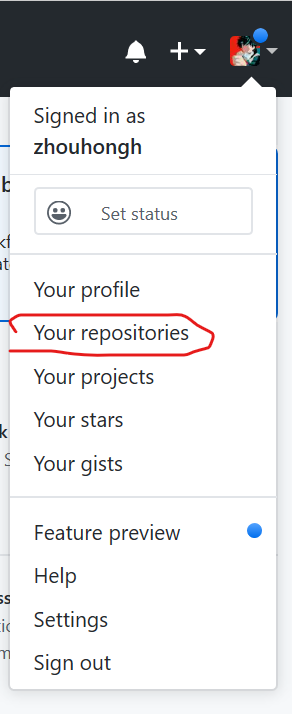 Signed in as
zhouhongh
Set status
Your profile
Your repositories
Your projects
Your stars
Your gists
Feature preview
Help
Settings
Sign out